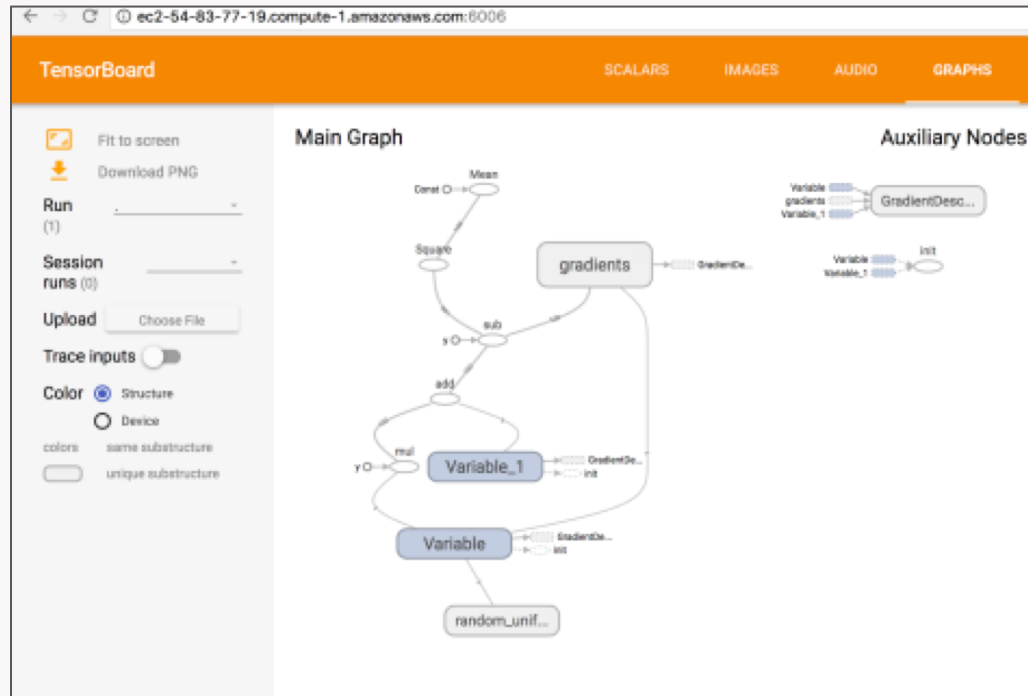 ec2-54-83-77-19.compute-1.amazonaws.com:6006
TensorBoard
SCALARS IMAGES AUDIO GRAPHS
Fit to screen
Download PNG
Run .
(1)
Session
runs (0)
Upload Choose File
Trace inputs
Color Structure
Device
colors same substructure
unique substructure
Main Graph
Mean
Const
Square
gradients
GradientDe...
sub
add
mul
y
Variable_1
GradientDe...
init
Variable
GradientDe...
init
random_unif...
Auxiliary Nodes
Variable
gradients
Variable_1
GradientDesc...
Variable
Variable_1
init